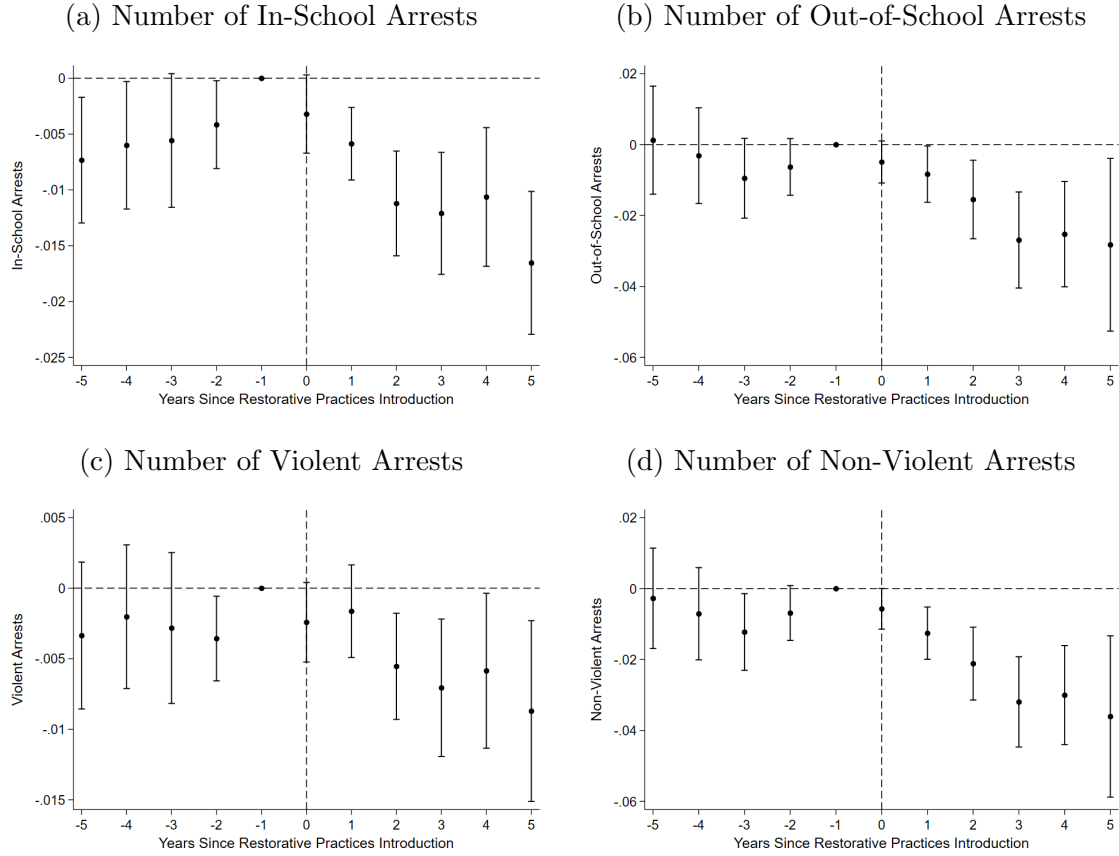 (a) Number of In-School Arrests
0
-.005
-.01
-.015
-.02
-.025
In-School Arrests
-5 -4 -3 -2 -1 0 1 2 3 4 5
Years Since Restorative Practices Introduction
(b) Number of Out-of-School Arrests
.02
0
-.02
-.04
-.06
Out-of-School Arrests
-5 -4 -3 -2 -1 0 1 2 3 4 5
Years Since Restorative Practices Introduction
(c) Number of Violent Arrests
.005
0
-.005
-.01
-.015
Violent Arrests
-5 -4 -3 -2 -1 0 1 2 3 4 5
Years Since Restorative Practices Introduction
(d) Number of Non-Violent Arrests
.02
0
-.02
-.04
-.06
Non-Violent Arrests
-5 -4 -3 -2 -1 0 1 2 3 4 5
Years Since Restorative Practices Introduction